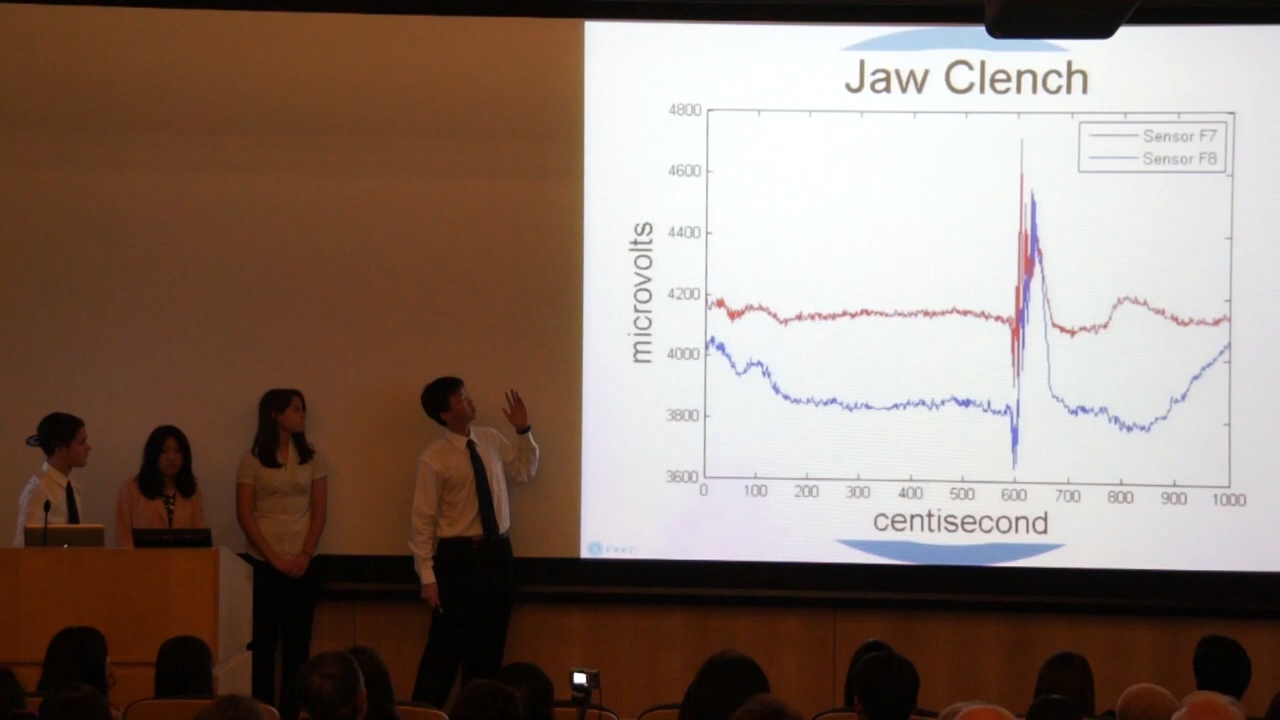 Jaw Clench
Sensor F7
Sensor F8
4800
4600
4400
4200
4000
3800
3600
microvolts
0 100 200 300 400 500 600 700 800 900 1000
centisecond